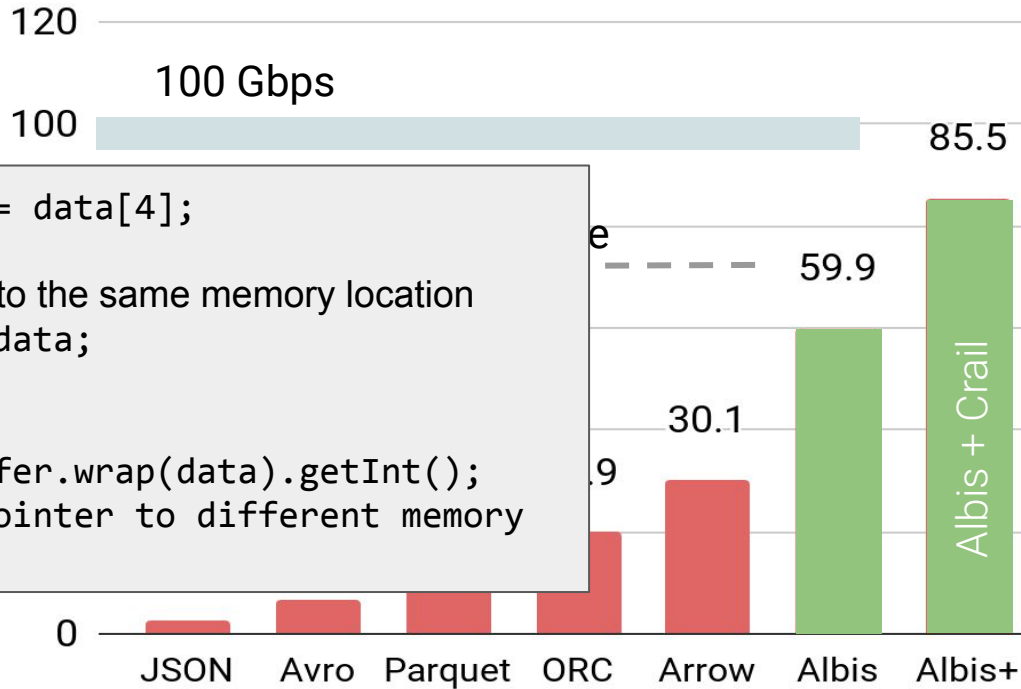 120
100 Gbps
100
85.5
= data[4];
e
59.9
to the same memory location
data;
30.1
.9
fer.wrap(data).getInt();
ointer to different memory
Albis + Crail
0
JSON Avro Parquet ORC Arrow Albis Albis+